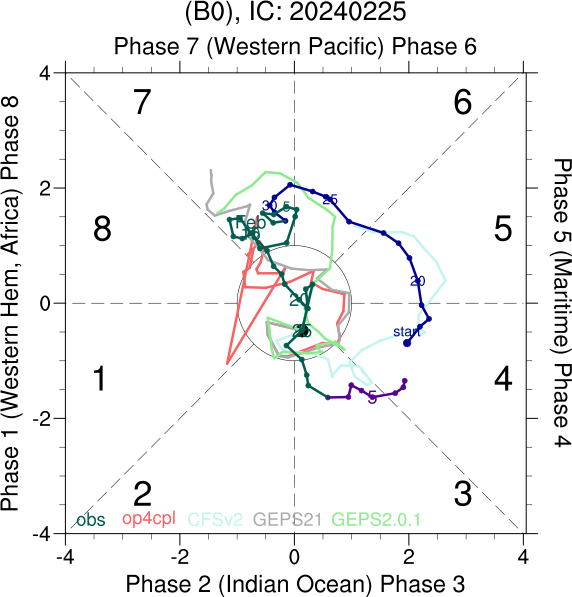 (B0), IC: 20240225
Phase 7 (Western Pacific) Phase 6
Phase 1 (Western Hem, Africa) Phase 8
Phase 5 (Maritime) Phase 4
4
2
0
-2
-4
7
6
8
5
1
4
2
3
30
5
25
Feb
20
20
start
25
5
obs op4cpl CFSv2 GEPS21 GEPS2.0.1
-4 -2 0 2 4
Phase 2 (Indian Ocean) Phase 3